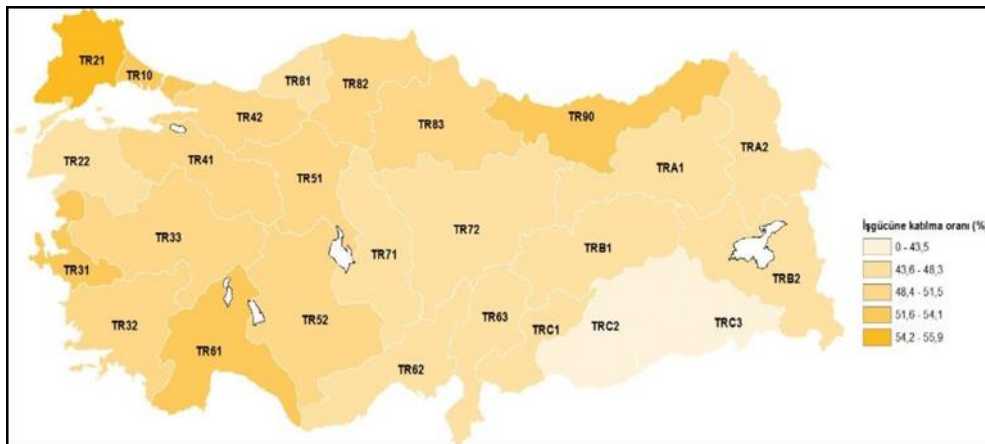 TR21
TR10
TR81
TR82
TR42
TR83
TR90
TRA2
TR22
TR41
TR51
TRA1
TR33
TR71
TR72
TRB1
TRB2
TR31
TR32
TR61
TR52
TR62
TR63
TRC1
TRC2
TRC3
İşgücüne katılma oranı (%)
0 - 43,5
43,6 - 48,3
48,4 - 51,5
51,6 - 54,1
54,2 - 55,9